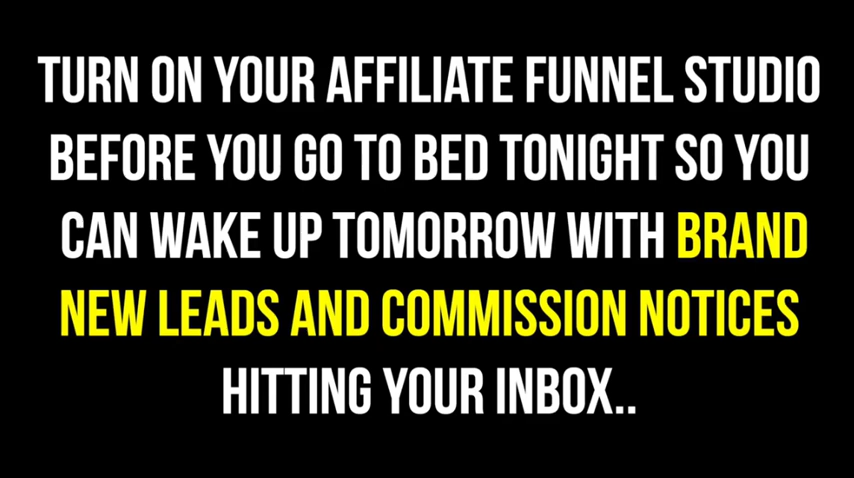 TURN ON YOUR AFFILIATE FUNNEL STUDIO
BEFORE YOU GO TO BED TONIGHT SO YOU
CAN WAKE UP TOMORROW WITH BRAND
NEW LEADS AND COMMISSION NOTICES
HITTING YOUR INBOX..